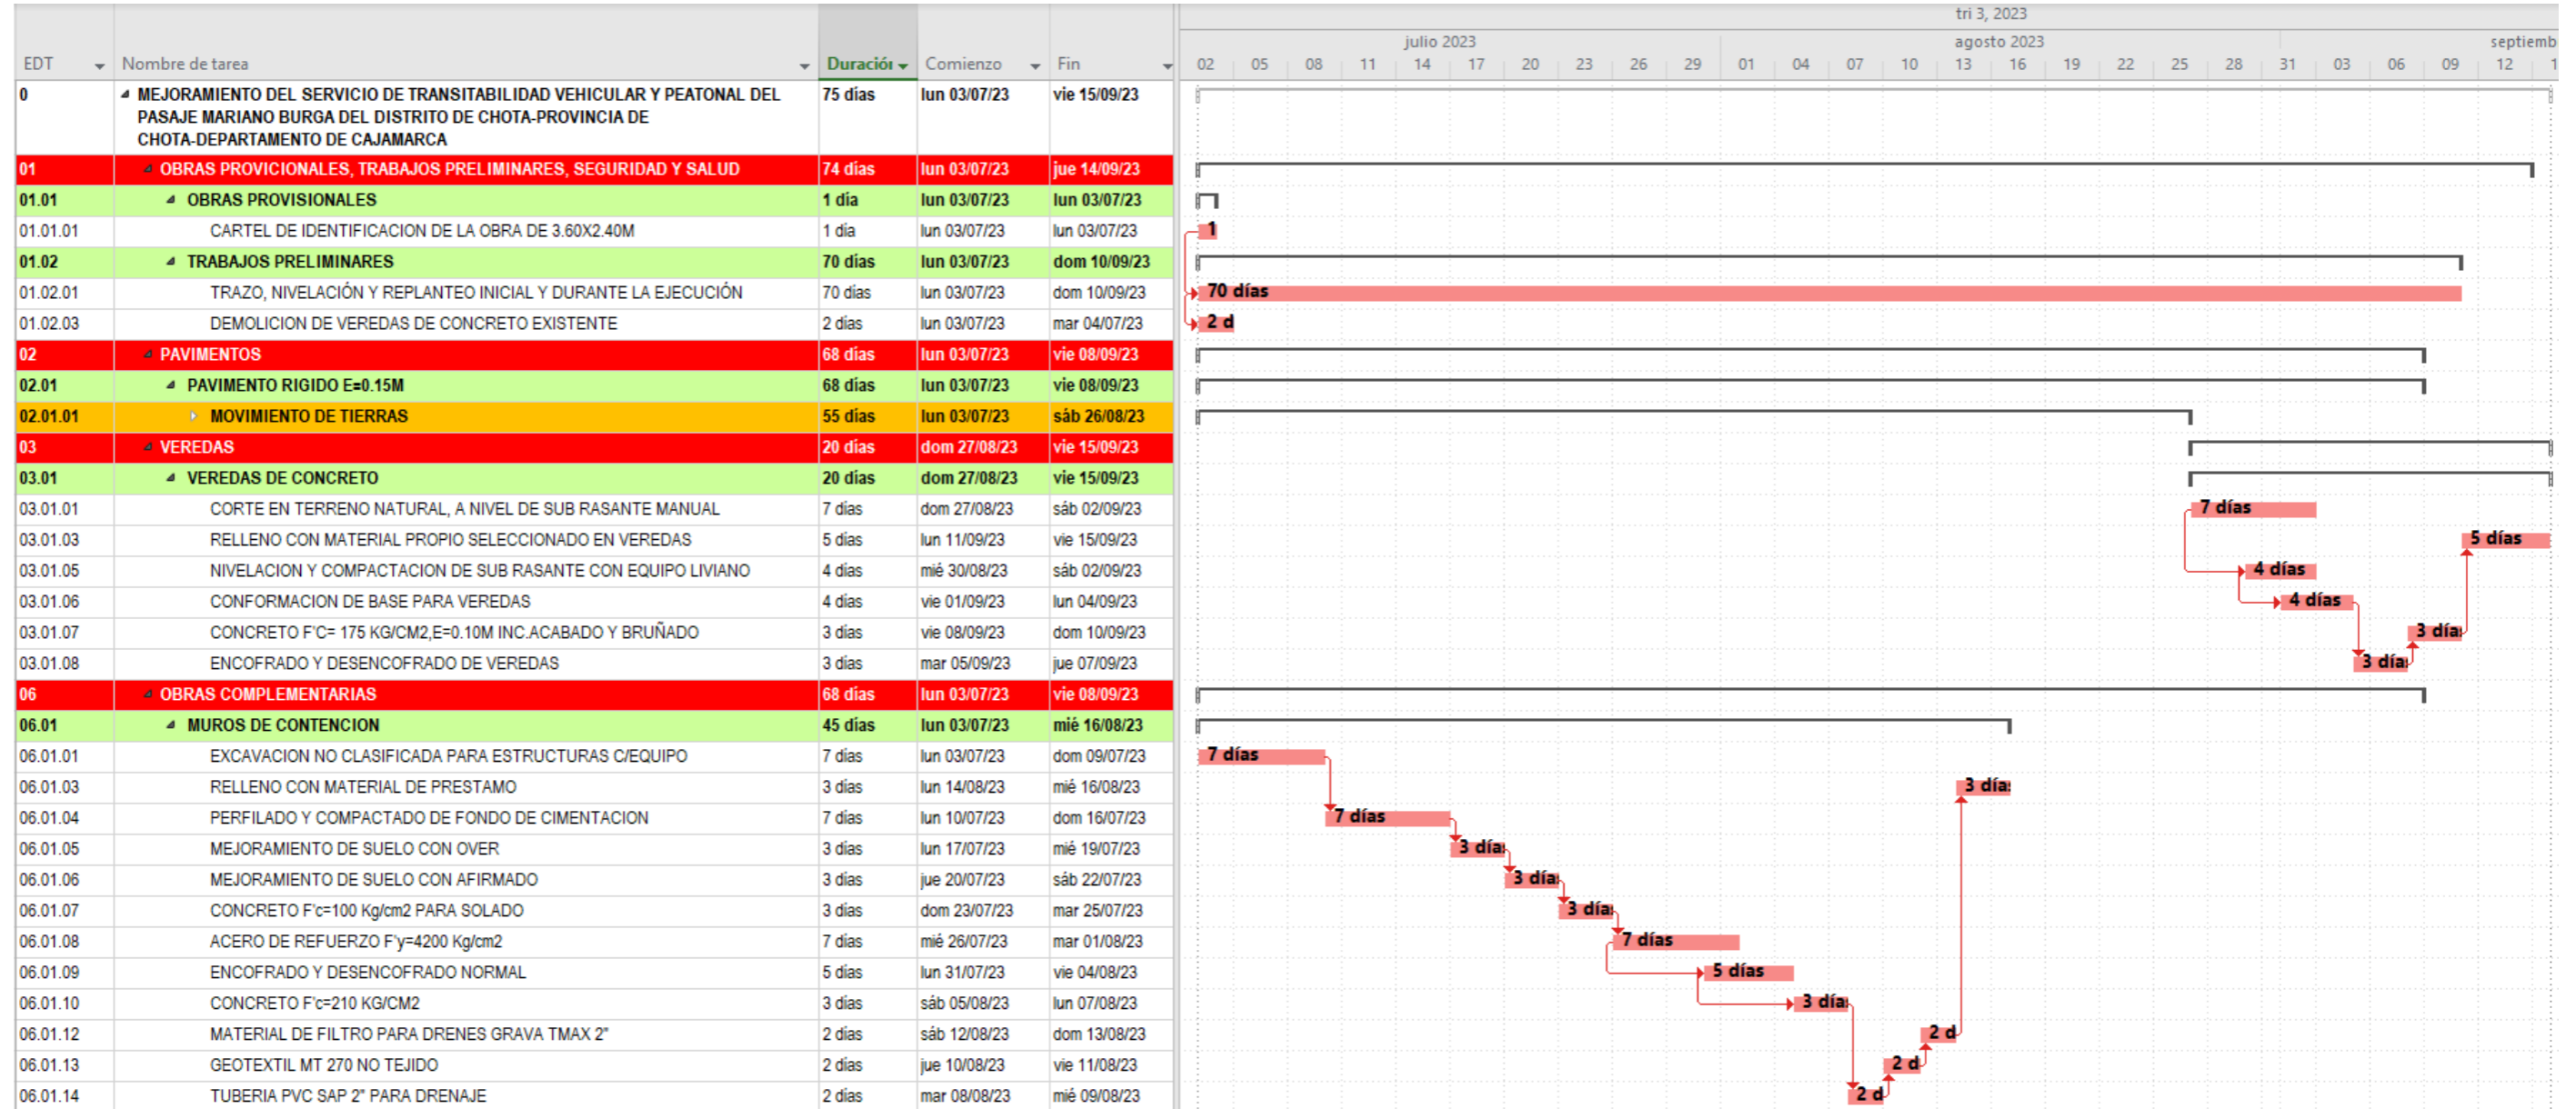 tri 3, 2023
julio 2023 agosto 2023 septiemb
EDT Nombre de tarea Duración Comienzo Fin 02 05 08 11 14 17 20 23 26 29 01 04 07 10 13 16 19 22 25 28 31 03 06 09 12 1
0 MEJORAMIENTO DEL SERVICIO DE TRANSITABILIDAD VEHICULAR Y PEATONAL DEL 75 días lun 03/07/23 vie 15/09/23
PASAJE MARIANO BURGA DEL DISTRITO DE CHOTA-PROVINCIA DE
CHOTA-DEPARTAMENTO DE CAJAMARCA
01 OBRAS PROVICIONALES, TRABAJOS PRELIMINARES, SEGURIDAD Y SALUD 74 días lun 03/07/23 jue 14/09/23
01.01 OBRAS PROVISIONALES 1 día lun 03/07/23 lun 03/07/23
01.01.01 CARTEL DE IDENTIFICACION DE LA OBRA DE 3.60X2.40M 1 día lun 03/07/23 lun 03/07/23 1
01.02 TRABAJOS PRELIMINARES 70 días lun 03/07/23 dom 10/09/23
01.02.01 TRAZO, NIVELACIÓN Y REPLANTEO INICIAL Y DURANTE LA EJECUCIÓN 70 días lun 03/07/23 dom 10/09/23 70 días
01.02.03 DEMOLICION DE VEREDAS DE CONCRETO EXISTENTE 2 días lun 03/07/23 mar 04/07/23 2 d
02 PAVIMENTOS 68 días lun 03/07/23 vie 08/09/23
02.01 PAVIMENTO RIGIDO E=0.15M 68 días lun 03/07/23 vie 08/09/23
02.01.01 MOVIMIENTO DE TIERRAS 55 días lun 03/07/23 sáb 26/08/23
03 VEREDAS 20 días dom 27/08/23 vie 15/09/23
03.01 VEREDAS DE CONCRETO 20 días dom 27/08/23 vie 15/09/23
03.01.01 CORTE EN TERRENO NATURAL, A NIVEL DE SUB RASANTE MANUAL 7 días dom 27/08/23 sáb 02/09/23 7 días
03.01.03 RELLENO CON MATERIAL PROPIO SELECCIONADO EN VEREDAS 5 días lun 11/09/23 vie 15/09/23 5 días
03.01.05 NIVELACION Y COMPACTACION DE SUB RASANTE CON EQUIPO LIVIANO 4 días mié 30/08/23 sáb 02/09/23 4 días
03.01.06 CONFORMACION DE BASE PARA VEREDAS 4 días vie 01/09/23 lun 04/09/23 4 días
03.01.07 CONCRETO F'C= 175 KG/CM2,E=0.10M INC.ACABADO Y BRUÑADO 3 días vie 08/09/23 dom 10/09/23 3 días
03.01.08 ENCOFRADO Y DESENCOFRADO DE VEREDAS 3 días mar 05/09/23 jue 07/09/23 3 días
06 OBRAS COMPLEMENTARIAS 68 días lun 03/07/23 vie 08/09/23
06.01 MUROS DE CONTENCION 45 días lun 03/07/23 mié 16/08/23
06.01.01 EXCAVACION NO CLASIFICADA PARA ESTRUCTURAS C/EQUIPO 7 días lun 03/07/23 dom 09/07/23 7 días
06.01.03 RELLENO CON MATERIAL DE PRESTAMO 3 días lun 14/08/23 mié 16/08/23 3 días
06.01.04 PERFILADO Y COMPACTADO DE FONDO DE CIMENTACION 7 días lun 10/07/23 dom 16/07/23 7 días
06.01.05 MEJORAMIENTO DE SUELO CON OVER 3 días lun 17/07/23 mié 19/07/23 3 días
06.01.06 MEJORAMIENTO DE SUELO CON AFIRMADO 3 días jue 20/07/23 sáb 22/07/23 3 días
06.01.07 CONCRETO F'c=100 Kg/cm2 PARA SOLADO 3 días dom 23/07/23 mar 25/07/23 3 días
06.01.08 ACERO DE REFUERZO F'y=4200 Kg/cm2 7 días mié 26/07/23 mar 01/08/23 7 días
06.01.09 ENCOFRADO Y DESENCOFRADO NORMAL 5 días lun 31/07/23 vie 04/08/23 5 días
06.01.10 CONCRETO F'c=210 KG/CM2 3 días sáb 05/08/23 lun 07/08/23 3 días
06.01.12 MATERIAL DE FILTRO PARA DRENES GRAVA TMAX 2" 2 días sáb 12/08/23 dom 13/08/23 2 d
06.01.13 GEOTEXTIL MT 270 NO TEJIDO 2 días jue 10/08/23 vie 11/08/23 2 d
06.01.14 TUBERIA PVC SAP 2" PARA DRENAJE 2 días mar 08/08/23 mié 09/08/23 2 d